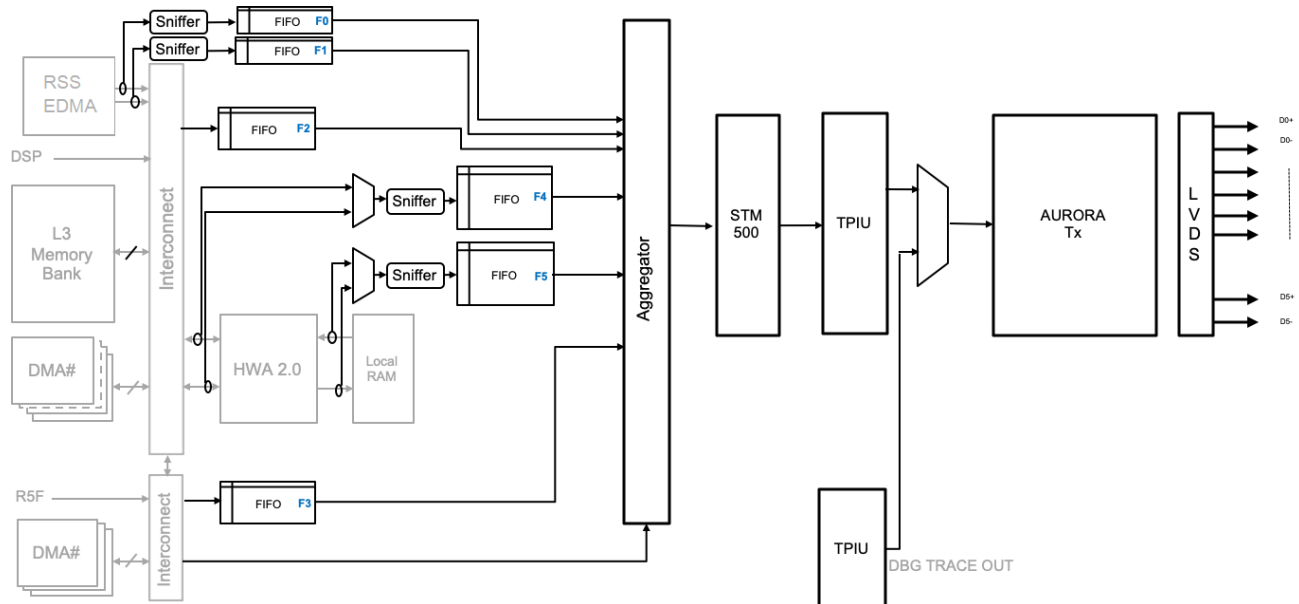 Sniffer
FIFO F0
Sniffer
FIFO F1
RSS
EDMA
FIFO F2
DSP
Interconnect
L3
Memory
Bank
Sniffer
FIFO F4
Sniffer
FIFO F5
DMA#
HWA 2.0
Local
RAM
R5F
DMA#
Interconnect
FIFO F3
Aggregator
STM
500
TPIU
TPIU
DBG TRACE OUT
AURORA
Tx
L
V
D
S
D0+
D0-
D5+
D5-